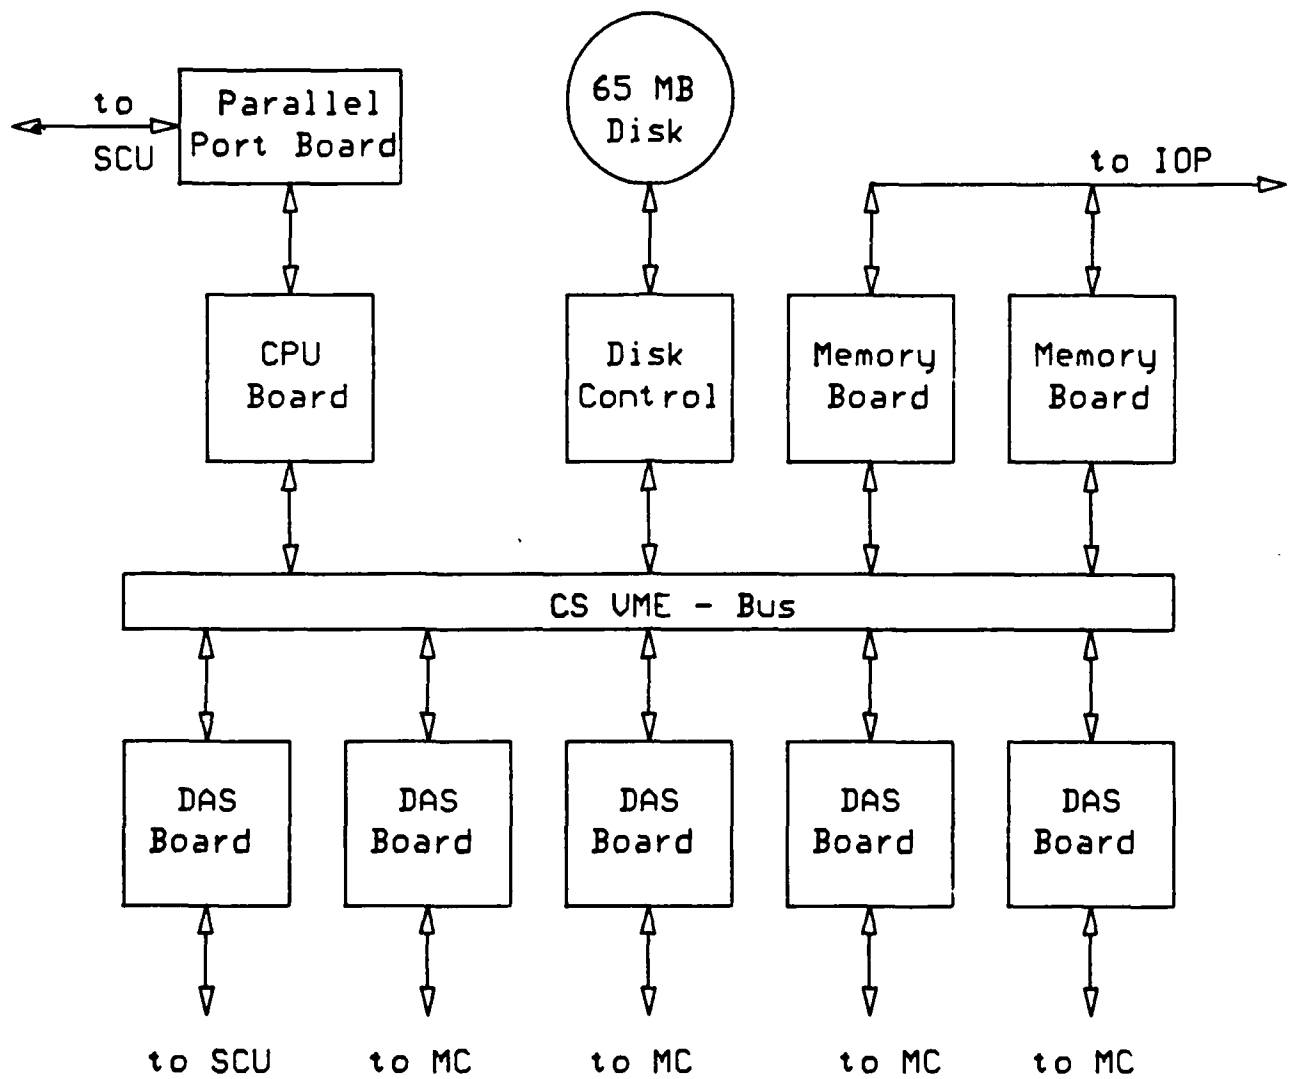 to
SCU
Parallel
Port Board
65 MB
Disk
to IOP
CPU
Board
Disk
Control
Memory
Board
Memory
Board
CS VME - Bus
DAS
Board
DAS
Board
DAS
Board
DAS
Board
DAS
Board
to SCU
to MC
to MC
to MC
to MC